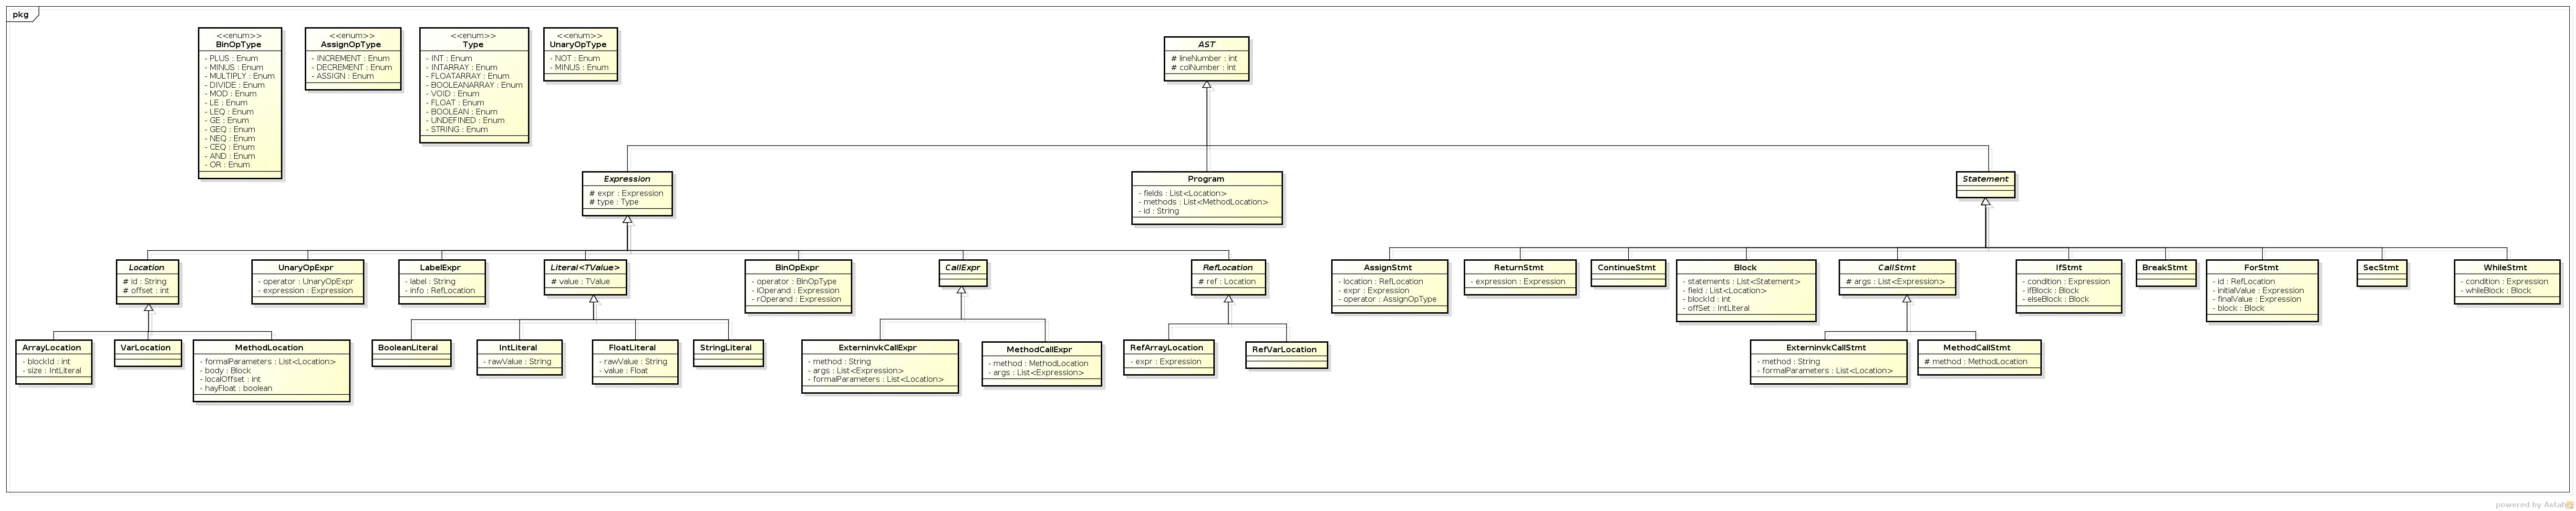 pkg
<<enum>>
BinOpType
- PLUS : Enum
- MINUS : Enum
- MULTIPLY : Enum
- DIVIDE : Enum
- MOD : Enum
- LE : Enum
- LEQ : Enum
- GE : Enum
- GEQ : Enum
- NEQ : Enum
- CEQ : Enum
- AND : Enum
- OR : Enum
<<enum>>
AssignOpType
- INCREMENT : Enum
- DECREMENT : Enum
- ASSIGN : Enum
<<enum>>
Type
- INT : Enum
- INTARRAY : Enum
- FLOATARRAY : Enum
- BOOLEANARRAY : Enum
- VOID : Enum
- FLOAT : Enum
- BOOLEAN : Enum
- UNDEFINED : Enum
- STRING : Enum
<<enum>>
UnaryOpType
- NOT : Enum
- MINUS : Enum
AST
# lineNumber : int
# colNumber : int
Expression
# expr : Expression
# type : Type
Program
- fields : List<Location>
- methods : List<MethodLocation>
- id : String
Statement
Location
# id : String
# offset : int
UnaryOpExpr
- operator : UnaryOpExpr
- expression : Expression
LabelExpr
- label : String
- info : RefLocation
Literal<TValue>
# value : TValue
BinOpExpr
- operator : BinOpType
- lOperand : Expression
- rOperand : Expression
CallExpr
RefLocation
# ref : Location
AssignStmt
- location : RefLocation
- expr : Expression
- operator : AssignOpType
ReturnStmt
- expression : Expression
ContinueStmt
Block
- statements : List<Statement>
- field : List<Location>
- blockId : int
- offSet : IntLiteral
CallStmt
# args : List<Expression>
IfStmt
- condition : Expression
- ifBlock : Block
- elseBlock : Block
BreakStmt
ForStmt
- id : RefLocation
- initialValue : Expression
- finalValue : Expression
- block : Block
SecStmt
WhileStmt
- condition : Expression
- whileBlock : Block
ArrayLocation
- blockId : int
- size : IntLiteral
VarLocation
MethodLocation
- formalParameters : List<Location>
- body : Block
- localOffset : int
- hayFloat : boolean
BooleanLiteral
IntLiteral
- rawValue : String
FloatLiteral
- rawValue : String
- value : Float
StringLiteral
ExterninvkCallExpr
- method : String
- args : List<Expression>
- formalParameters : List<Location>
MethodCallExpr
- method : MethodLocation
- args : List<Expression>
RefArrayLocation
- expr : Expression
RefVarLocation
ExterninvkCallStmt
- method : String
- formalParameters : List<Location>
MethodCallStmt
# method : MethodLocation
powered by Astah